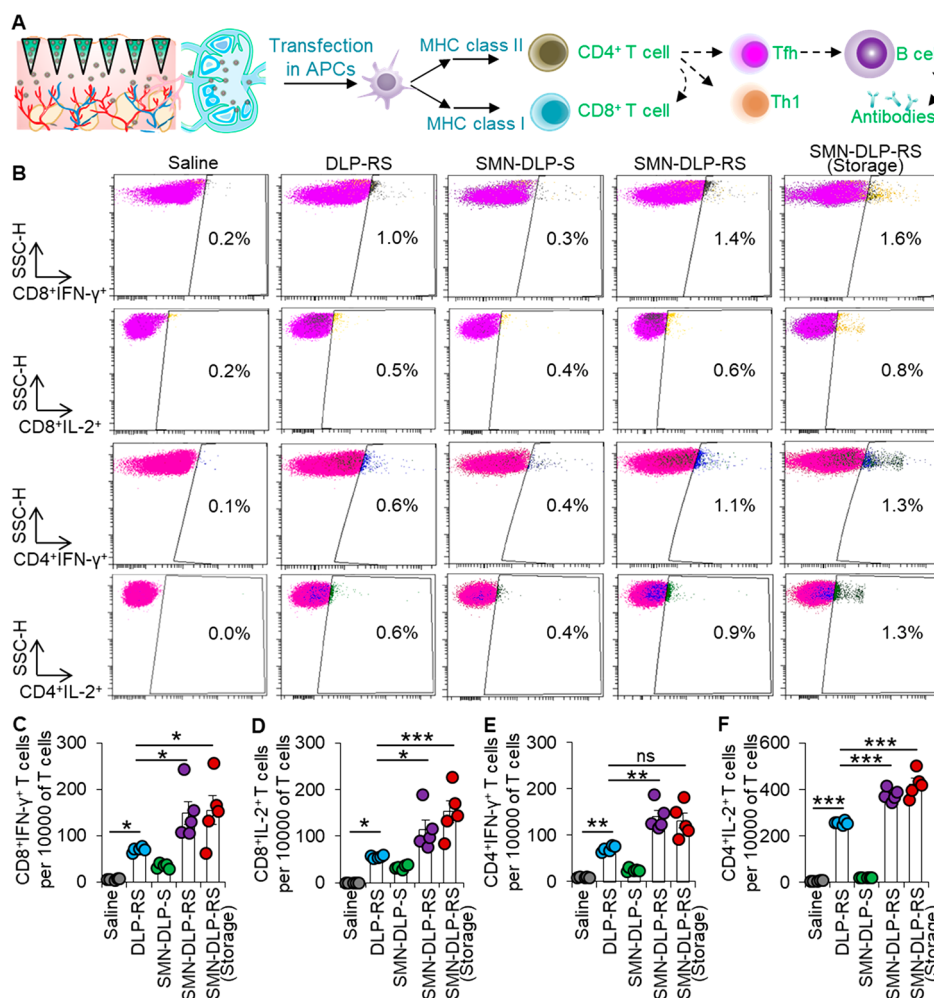 A
Transfection
in APCs
MHC class II
MHC class I
CD4⁺ T cell
CD8⁺ T cell
Tfh
Th1
B ce
Antibodies
B
Saline
DLP-RS
SMN-DLP-S
SMN-DLP-RS
SMN-DLP-RS
(Storage)
SSC-H
CD8⁺IFN-γ⁺
0.2%
1.0%
0.3%
1.4%
1.6%
SSC-H
CD8⁺IL-2⁺
0.2%
0.5%
0.4%
0.6%
0.8%
SSC-H
CD4⁺IFN-γ⁺
0.1%
0.6%
0.4%
1.1%
1.3%
SSC-H
CD4⁺IL-2⁺
0.0%
0.6%
0.4%
0.9%
1.3%
C
CD8⁺IFN-γ⁺ T cells
per 10000 of T cells
300
200
100
0
*
*
*
Saline
DLP-RS
SMN-DLP-S
SMN-DLP-RS
SMN-DLP-RS
(Storage)
D
CD8⁺IL-2⁺ T cells
per 10000 of T cells
300
200
100
0
***
*
*
Saline
DLP-RS
SMN-DLP-S
SMN-DLP-RS
SMN-DLP-RS
(Storage)
E
CD4⁺IFN-γ⁺ T cells
per 10000 of T cells
300
200
100
0
ns
**
**
Saline
DLP-RS
SMN-DLP-S
SMN-DLP-RS
SMN-DLP-RS
(Storage)
F
CD4⁺IL-2⁺ T cells
per 10000 of T cells
600
400
200
0
***
***
***
Saline
DLP-RS
SMN-DLP-S
SMN-DLP-RS
SMN-DLP-RS
(Storage)